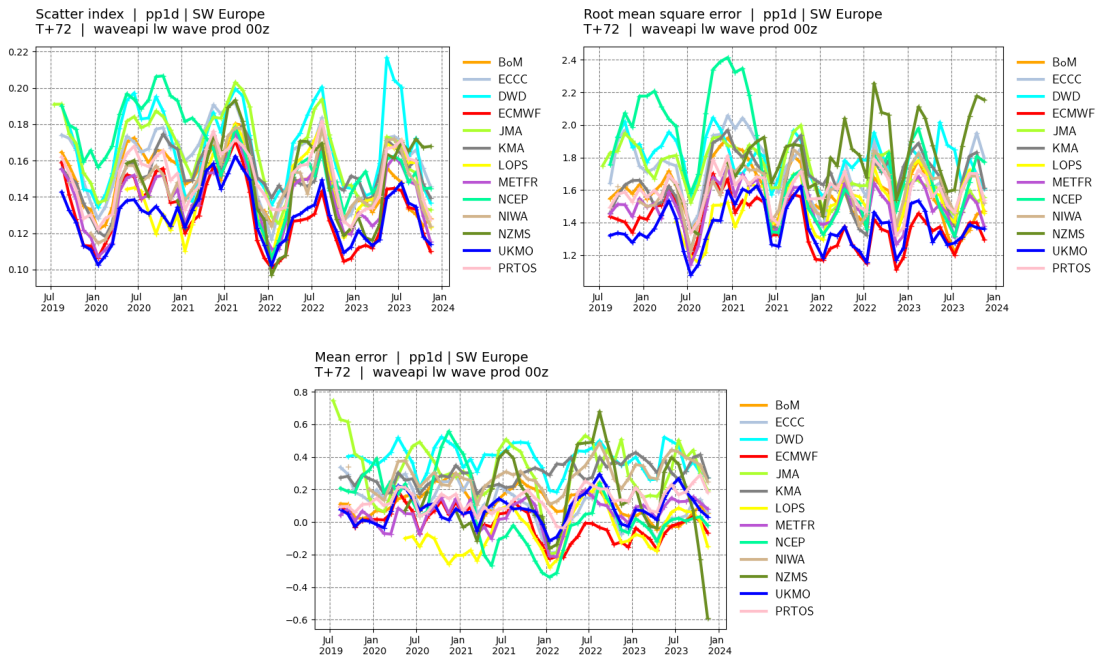 Scatter index | pp1d | SW Europe
T+72 | waveapi lw wave prod 00z
0.22
0.20
0.18
0.16
0.14
0.12
0.10
Jul 2019
Jan 2020
Jul 2020
Jan 2021
Jul 2021
Jan 2022
Jul 2022
Jan 2023
Jul 2023
Jan 2024
BoM
ECCC
DWD
ECMWF
JMA
KMA
LOPS
METFR
NCEP
NIWA
NZMS
UKMO
PRTOS
Root mean square error | pp1d | SW Europe
T+72 | waveapi lw wave prod 00z
2.4
2.2
2.0
1.8
1.6
1.4
1.2
Jul 2019
Jan 2020
Jul 2020
Jan 2021
Jul 2021
Jan 2022
Jul 2022
Jan 2023
Jul 2023
Jan 2024
BoM
ECCC
DWD
ECMWF
JMA
KMA
LOPS
METFR
NCEP
NIWA
NZMS
UKMO
PRTOS
Mean error | pp1d | SW Europe
T+72 | waveapi lw wave prod 00z
0.8
0.6
0.4
0.2
0.0
−0.2
−0.4
−0.6
Jul 2019
Jan 2020
Jul 2020
Jan 2021
Jul 2021
Jan 2022
Jul 2022
Jan 2023
Jul 2023
Jan 2024
BoM
ECCC
DWD
ECMWF
JMA
KMA
LOPS
METFR
NCEP
NIWA
NZMS
UKMO
PRTOS